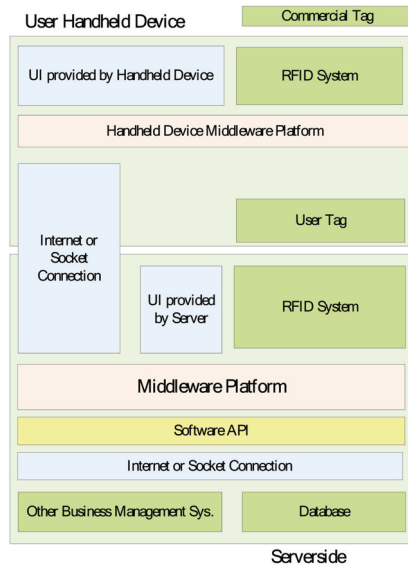 User Handheld Device
Commercial Tag
UI provided by Handheld Device
RFID System
Handheld Device Middleware Platform
User Tag
Internet or
Socket
Connection
UI provided
by Server
RFID System
Middleware Platform
Software API
Internet or Socket Connection
Other Business Management Sys.
Database
Serverside